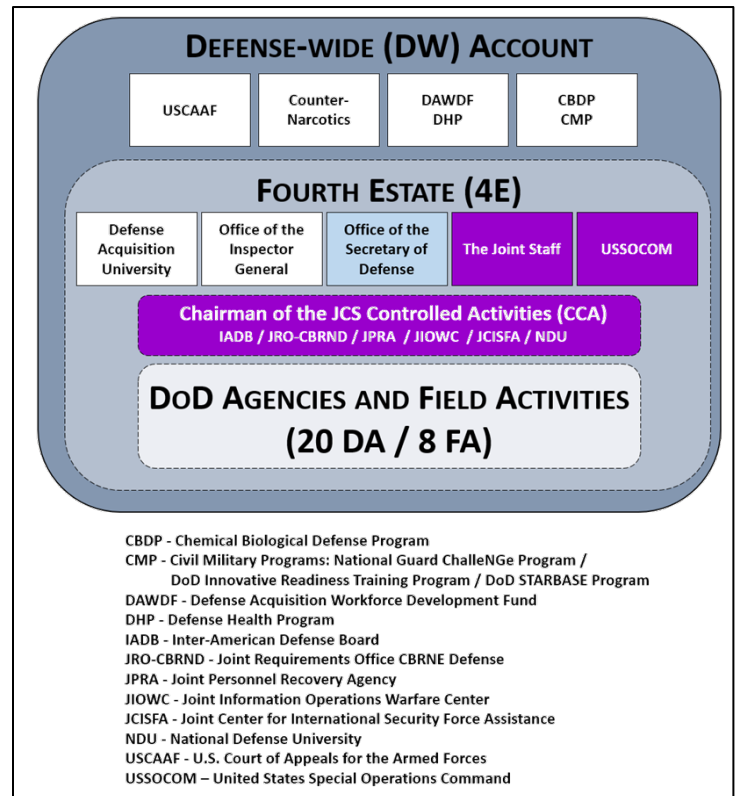 DEFENSE-WIDE (DW) ACCOUNT
USCAAF
Counter-
Narcotics
DAWDF
DHP
CBDP
CMP
FOURTH ESTATE (4E)
Defense
Acquisition
University
Office of the
Inspector
General
Office of the
Secretary of
Defense
The Joint Staff
USSOCOM
Chairman of the JCS Controlled Activities (CCA)
IADB / JRO-CBRND / JPRA / JIOWC / JCISFA / NDU
DOD AGENCIES AND FIELD ACTIVITIES
(20 DA / 8 FA)
CBDP - Chemical Biological Defense Program
CMP - Civil Military Programs: National Guard ChalleNGe Program /
DoD Innovative Readiness Training Program / DoD STARBASE Program
DAWDF - Defense Acquisition Workforce Development Fund
DHP - Defense Health Program
IADB - Inter-American Defense Board
JRO-CBRND - Joint Requirements Office CBRNE Defense
JPRA - Joint Personnel Recovery Agency
JIOWC - Joint Information Operations Warfare Center
JCISFA - Joint Center for International Security Force Assistance
NDU - National Defense University
USCAAF - U.S. Court of Appeals for the Armed Forces
USSOCOM – United States Special Operations Command